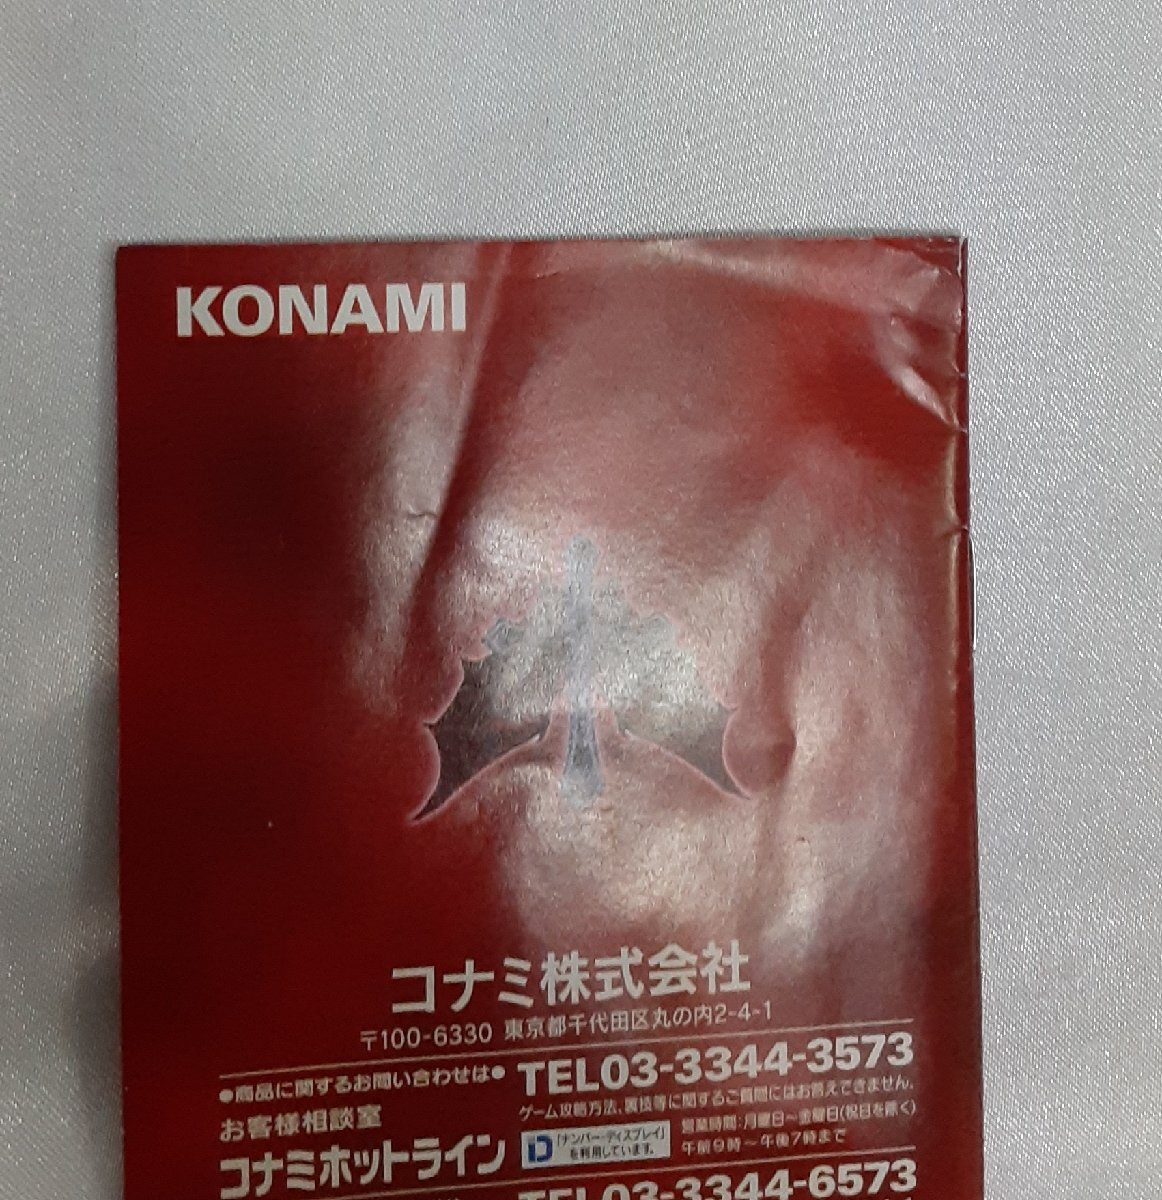 KONAMI
コナミ株式会社
〒100-6330 東京都千代田区丸の内2-4-1
●商品に関するお問い合わせは●
お客様相談室
コナミホットライン
TEL03-3344-3573
ゲーム攻略方法、裏技等に関するご質問にはお答えできません。
「ナンバー・ディスプレイ」
を利用しています。
営業時間:月曜日～金曜日(祝日を除く)
午前9時～午後7時まで
TEL03-3344-6573